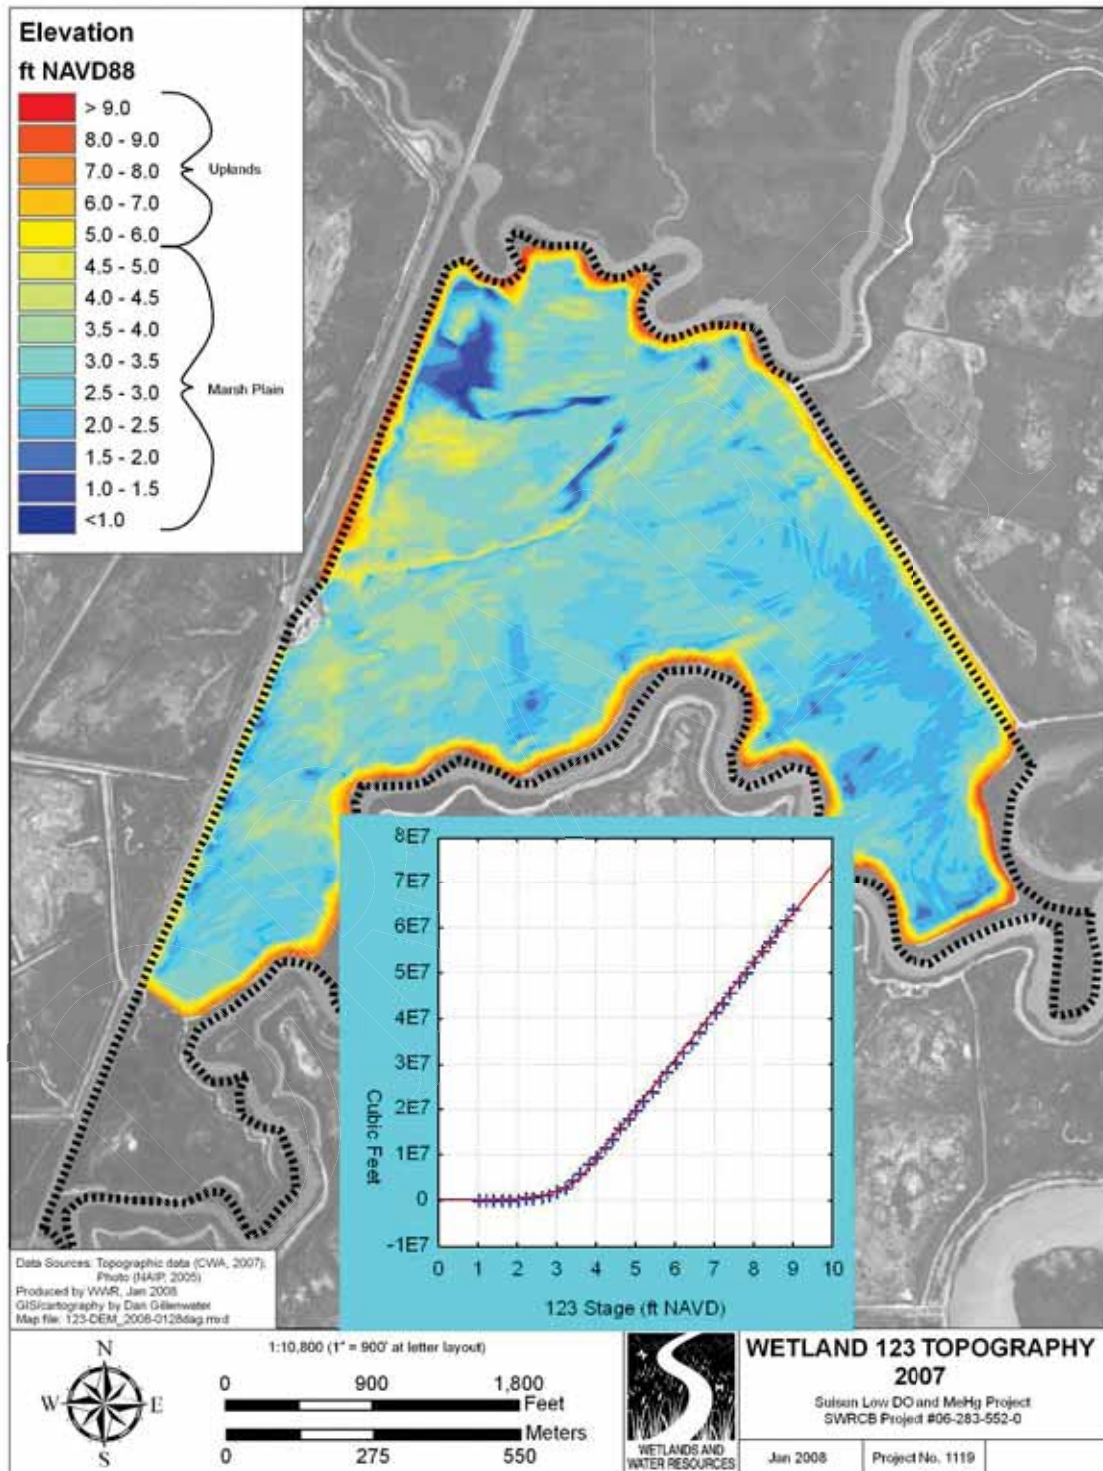 Elevation
ft NAVD88
> 9.0
8.0 - 9.0
7.0 - 8.0
6.0 - 7.0
5.0 - 6.0
4.5 - 5.0
4.0 - 4.5
3.5 - 4.0
3.0 - 3.5
2.5 - 3.0
2.0 - 2.5
1.5 - 2.0
1.0 - 1.5
<1.0
Uplands
Marsh Plain
8E7
7E7
6E7
5E7
4E7
3E7
2E7
1E7
0
-1E7
Cubic Feet
0 1 2 3 4 5 6 7 8 9 10
123 Stage (ft NAVD)
Data Sources: Topographic data (CWA, 2007);
Photo (NAIP, 2005)
Produced by WWR, Jan 2008
GIS/cartography by Dan Gillenwater
Map file: 123-DEM_2008-0128dag.mxd
N
W E
S
1:10,800 (1" = 900' at letter layout)
0 900 1,800
Feet
Meters
0 275 550
WETLANDS AND
WATER RESOURCES
WETLAND 123 TOPOGRAPHY
2007
Suisun Low DO and MeHg Project
SWRCB Project #06-283-552-0
Jan 2008
Project No. 1119